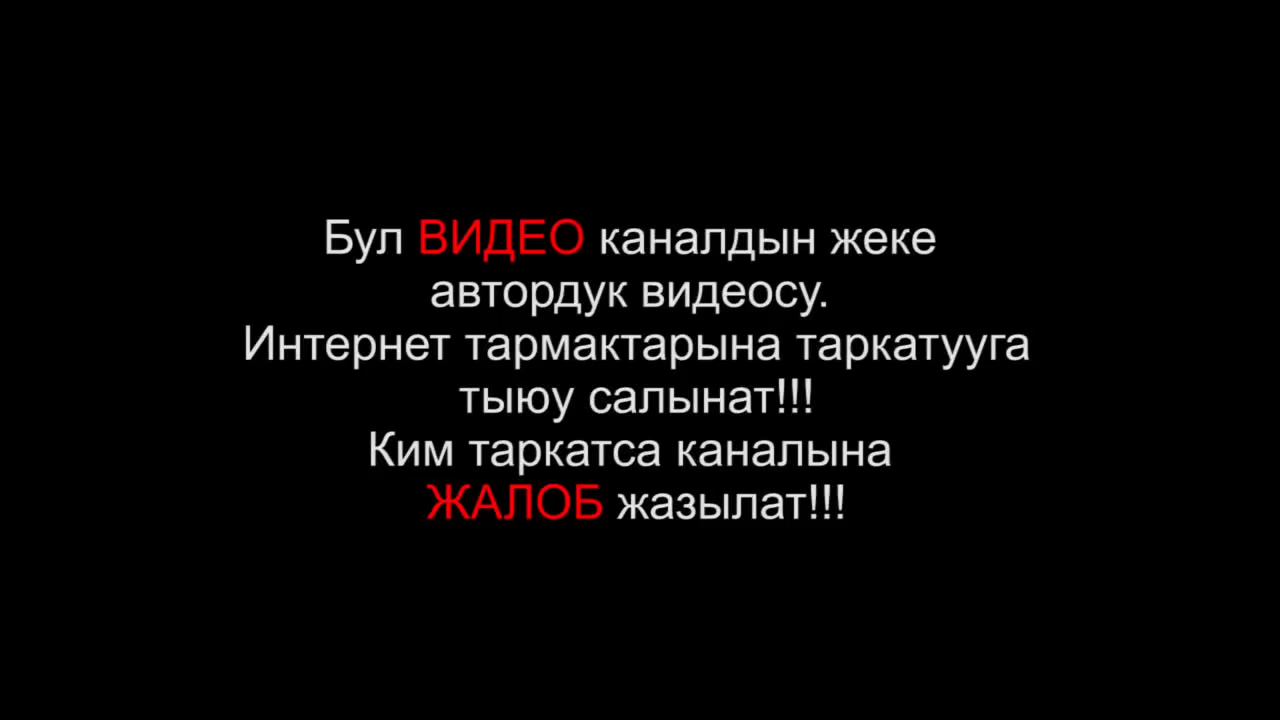 Бул ВИДЕО каналдын жеке
автордук видеосу.
Интернет тармактарына таркатууга
тыюу салынат!!!
Ким таркатса каналына
ЖАЛОБ жазылат!!!